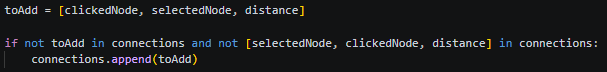 toAdd = [clickedNode, selectedNode, distance]
if not toAdd in connections and not [selectedNode, clickedNode, distance] in connections:
    connections.append(toAdd)